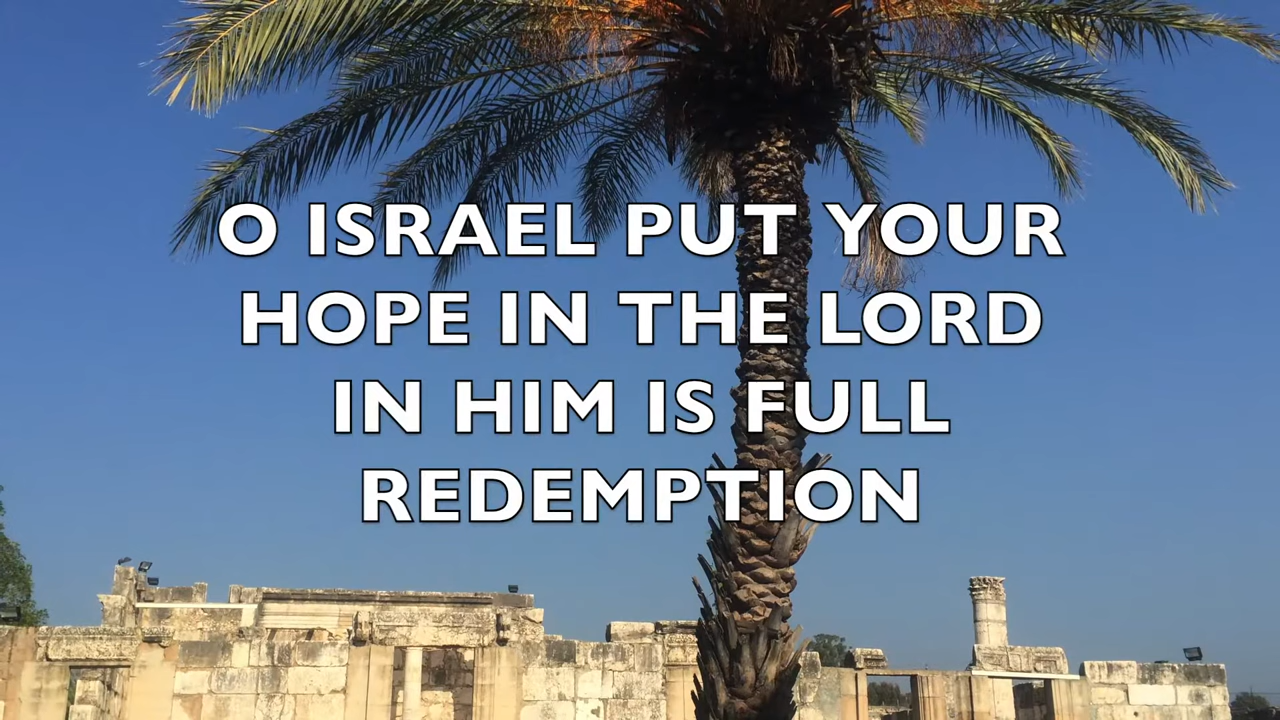 O ISRAEL PUT YOUR
HOPE IN THE LORD
IN HIM IS FULL
REDEMPTION